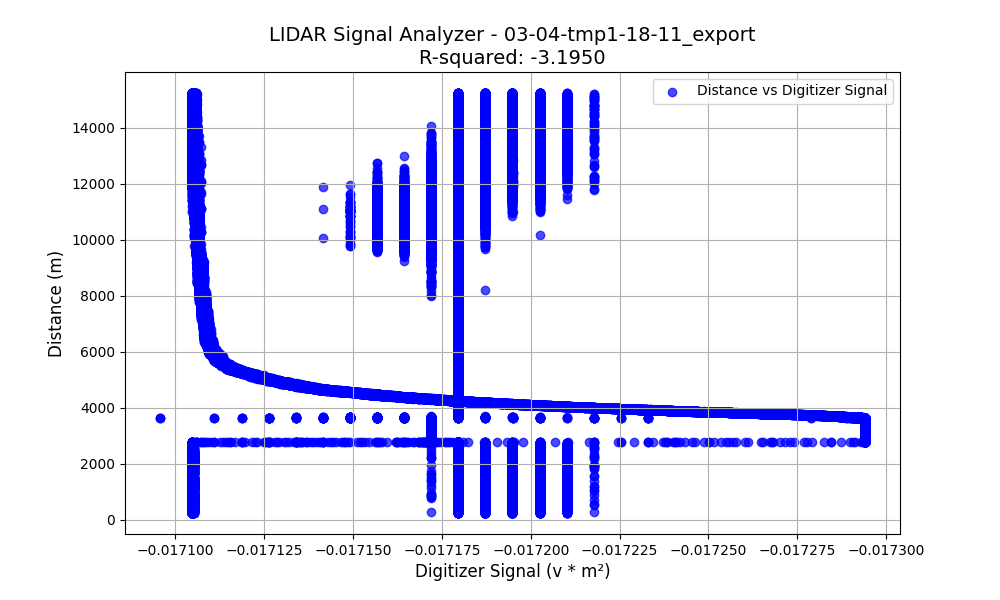 LIDAR Signal Analyzer - 03-04-tmp1-18-11_export
R-squared: -3.1950
Distance vs Digitizer Signal
14000
12000
10000
8000
6000
4000
2000
0
Distance (m)
−0.017100 −0.017125 −0.017150 −0.017175 −0.017200 −0.017225 −0.017250 −0.017275 −0.017300
Digitizer Signal (v * m²)